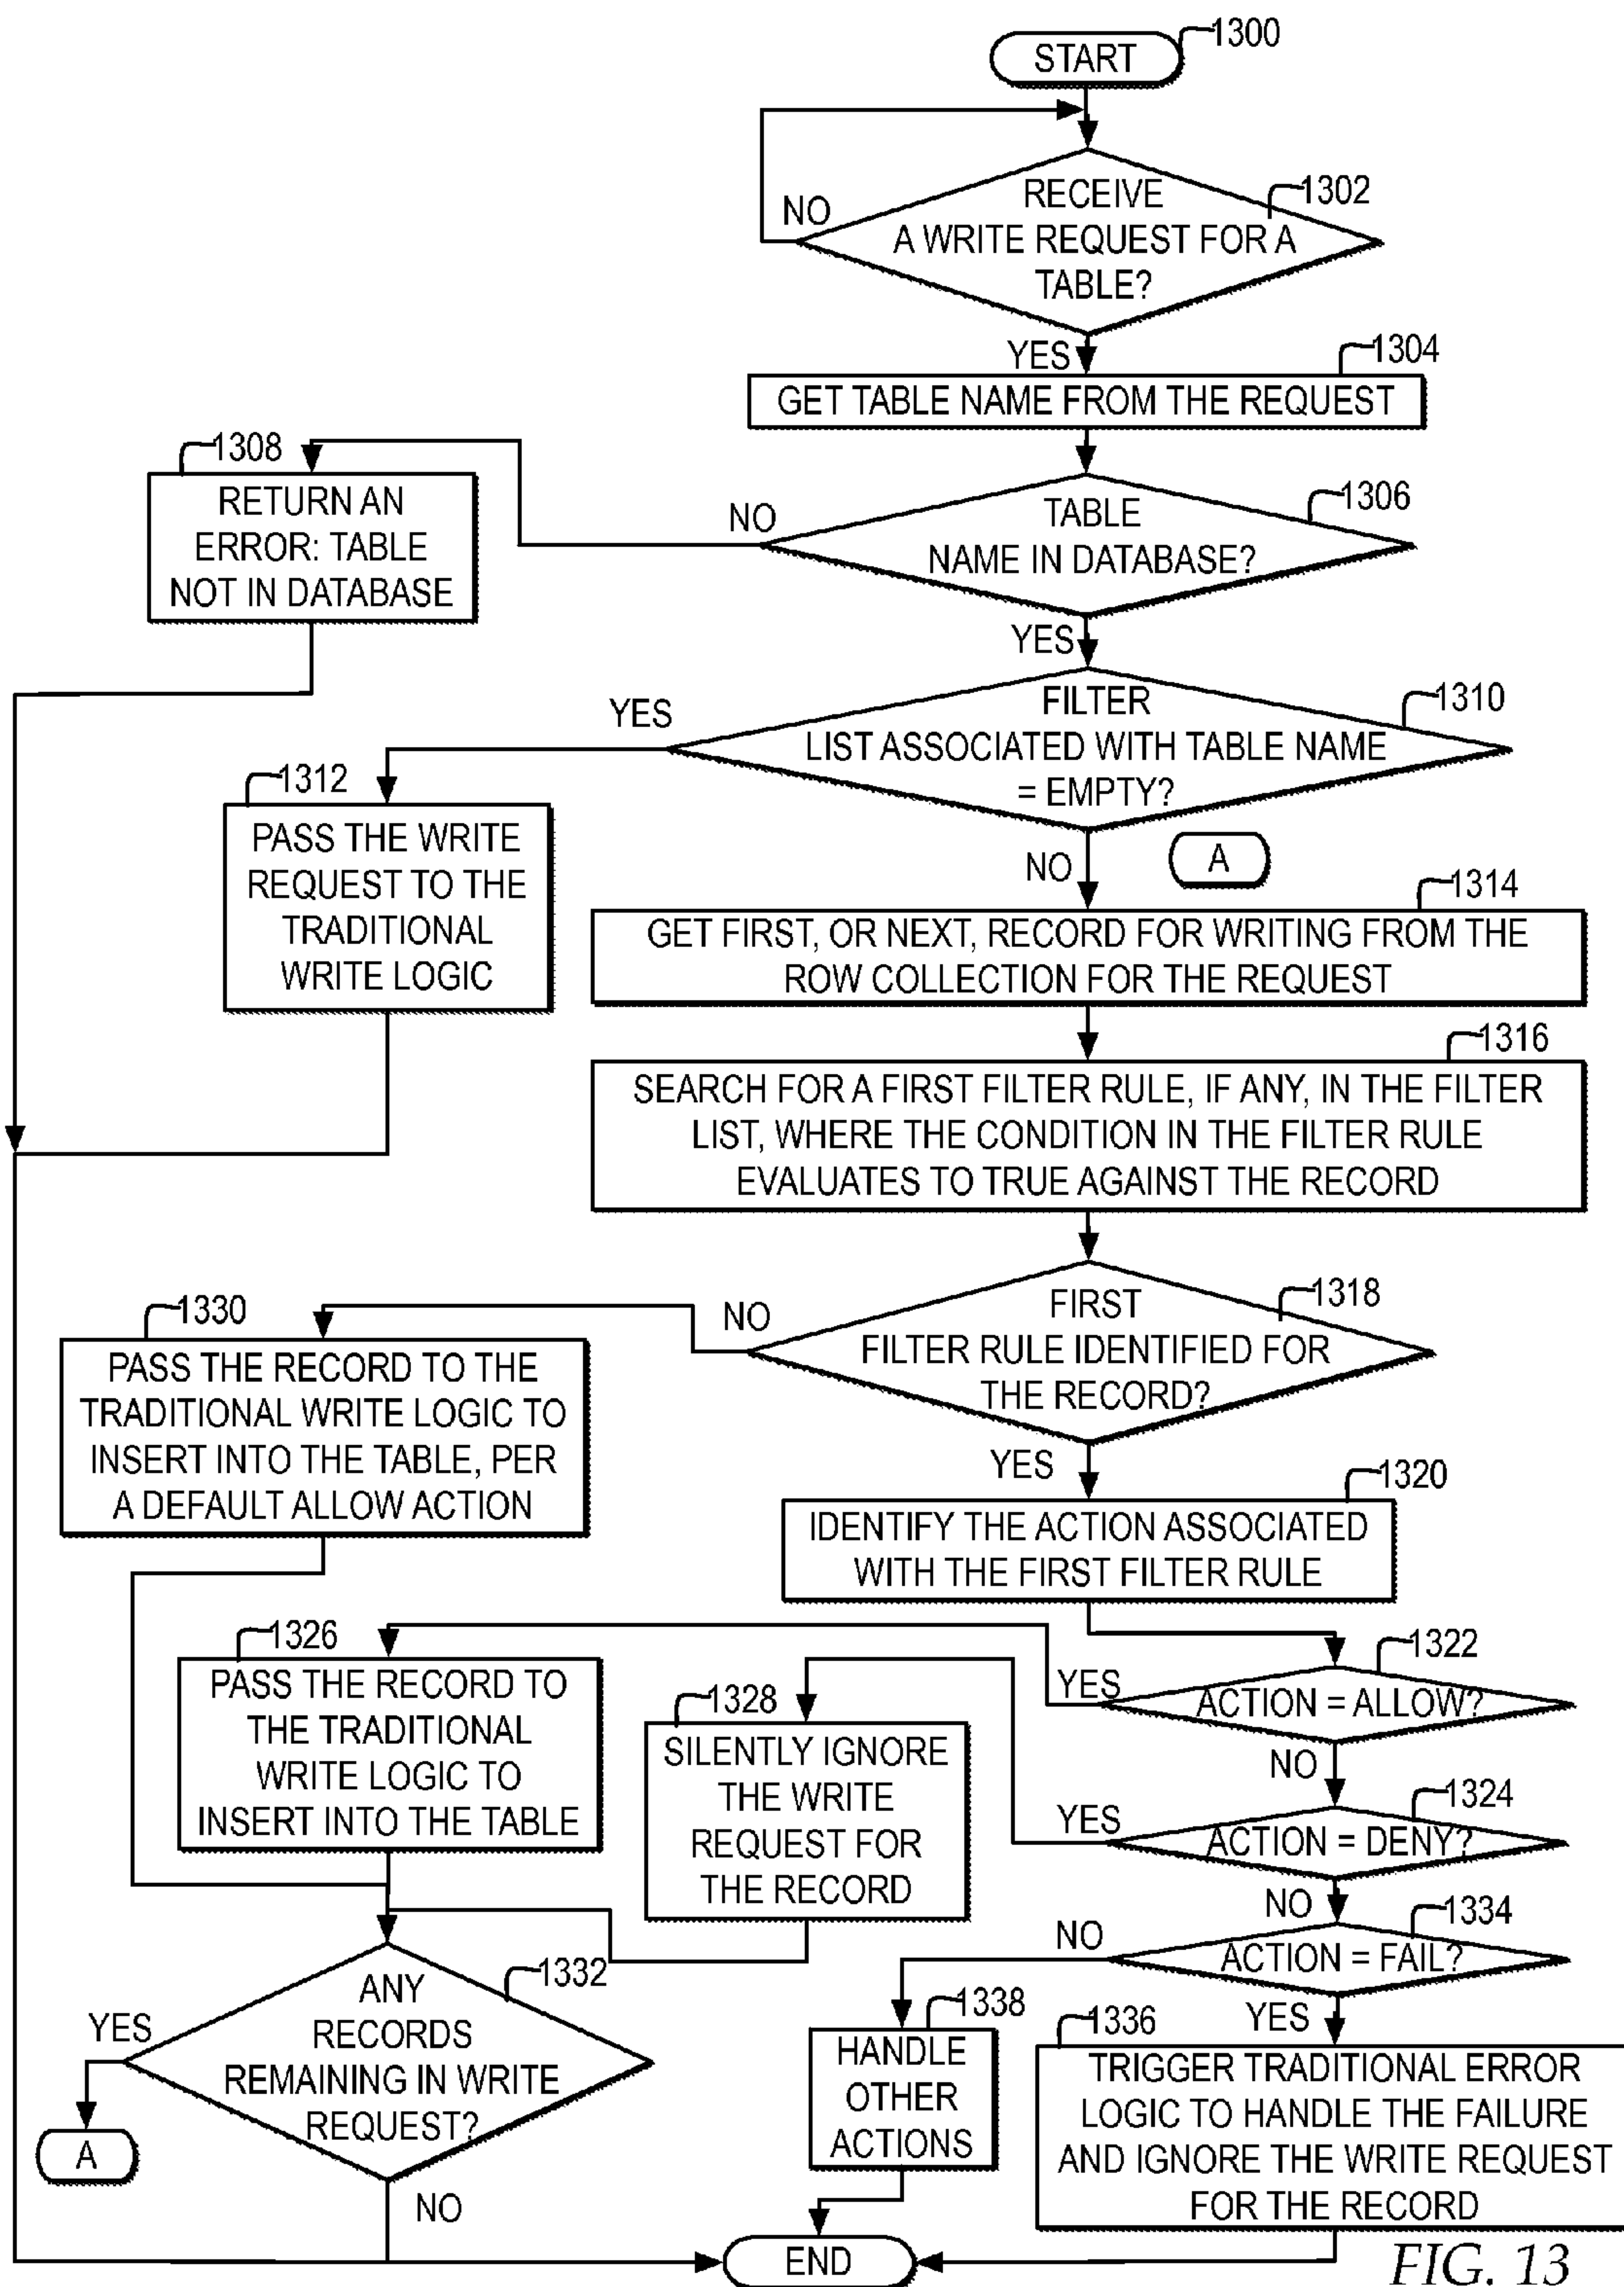 1300
START
1302
RECEIVE
A WRITE REQUEST FOR A
TABLE?
NO
YES
1304
GET TABLE NAME FROM THE REQUEST
1306
TABLE
NAME IN DATABASE?
NO
1308
RETURN AN
ERROR: TABLE
NOT IN DATABASE
YES
1310
FILTER
LIST ASSOCIATED WITH TABLE NAME
= EMPTY?
YES
1312
PASS THE WRITE
REQUEST TO THE
TRADITIONAL
WRITE LOGIC
NO
A
1314
GET FIRST, OR NEXT, RECORD FOR WRITING FROM THE
ROW COLLECTION FOR THE REQUEST
1316
SEARCH FOR A FIRST FILTER RULE, IF ANY, IN THE FILTER
LIST, WHERE THE CONDITION IN THE FILTER RULE
EVALUATES TO TRUE AGAINST THE RECORD
1318
FIRST
FILTER RULE IDENTIFIED FOR
THE RECORD?
NO
1330
PASS THE RECORD TO THE
TRADITIONAL WRITE LOGIC TO
INSERT INTO THE TABLE, PER
A DEFAULT ALLOW ACTION
YES
1320
IDENTIFY THE ACTION ASSOCIATED
WITH THE FIRST FILTER RULE
1322
ACTION = ALLOW?
YES
1326
PASS THE RECORD TO
THE TRADITIONAL
WRITE LOGIC TO
INSERT INTO THE TABLE
NO
1324
ACTION = DENY?
YES
1328
SILENTLY IGNORE
THE WRITE
REQUEST FOR
THE RECORD
NO
1334
ACTION = FAIL?
NO
1338
HANDLE
OTHER
ACTIONS
YES
1336
TRIGGER TRADITIONAL ERROR
LOGIC TO HANDLE THE FAILURE
AND IGNORE THE WRITE REQUEST
FOR THE RECORD
1332
ANY
RECORDS
REMAINING IN WRITE
REQUEST?
YES
A
NO
END
FIG. 13